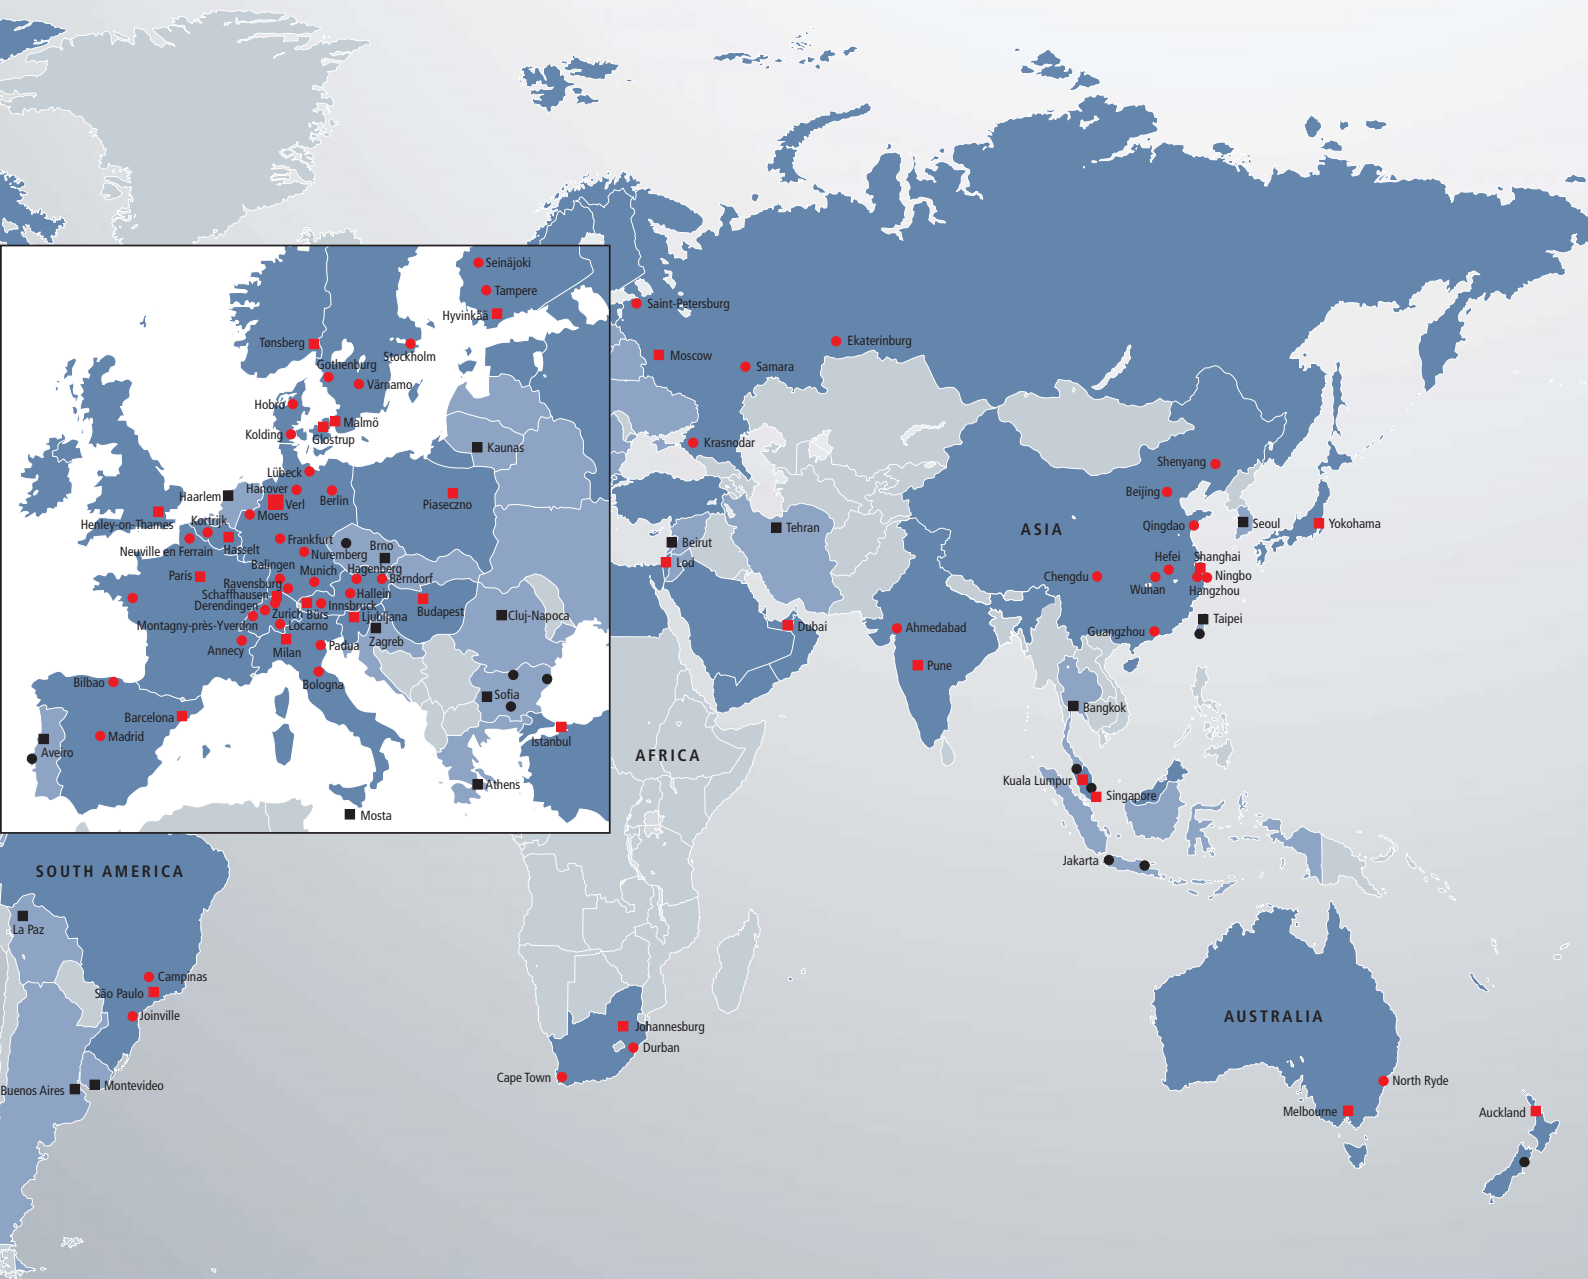 Seinäjoki
Tampere
Hyvinkää
Saint-Petersburg
Tønsberg
Stockholm
Ekaterinburg
Moscow
Gothenburg
Samara
Värnamo
Hobro
Malmö
Kolding
Glostrup
Krasnodar
Kaunas
Shenyang
Lübeck
Hanover
Beijing
Haarlem
Berlin
Verl
Piaseczno
Moers
Kortrijk
Henley-on-Thames
ASIA
Tehran
Qingdao
Seoul
Yokohama
Frankfurt
Beirut
Brno
Neuville en Ferrain
Hasselt
Nuremberg
Hefei
Shanghai
Lod
Balingen
Munich
Hagenberg
Paris
Berndorf
Chengdu
Ningbo
Ravensburg
Wuhan
Hangzhou
Schaffhausen
Hallein
Derendingen
Innsbruck
Zurich
Bürs
Ljubljana
Budapest
Cluj-Napoca
Taipei
Montagny-près-Yverdon
Locarno
Dubai
Ahmedabad
Guangzhou
Zagreb
Annecy
Milan
Padua
Pune
Bilbao
Bologna
Sofia
Bangkok
Barcelona
Madrid
Istanbul
Aveiro
AFRICA
Kuala Lumpur
Athens
Singapore
Mosta
Jakarta
SOUTH AMERICA
La Paz
Campinas
São Paulo
Joinville
AUSTRALIA
Johannesburg
Durban
Cape Town
North Ryde
Montevideo
Buenos Aires
Melbourne
Auckland